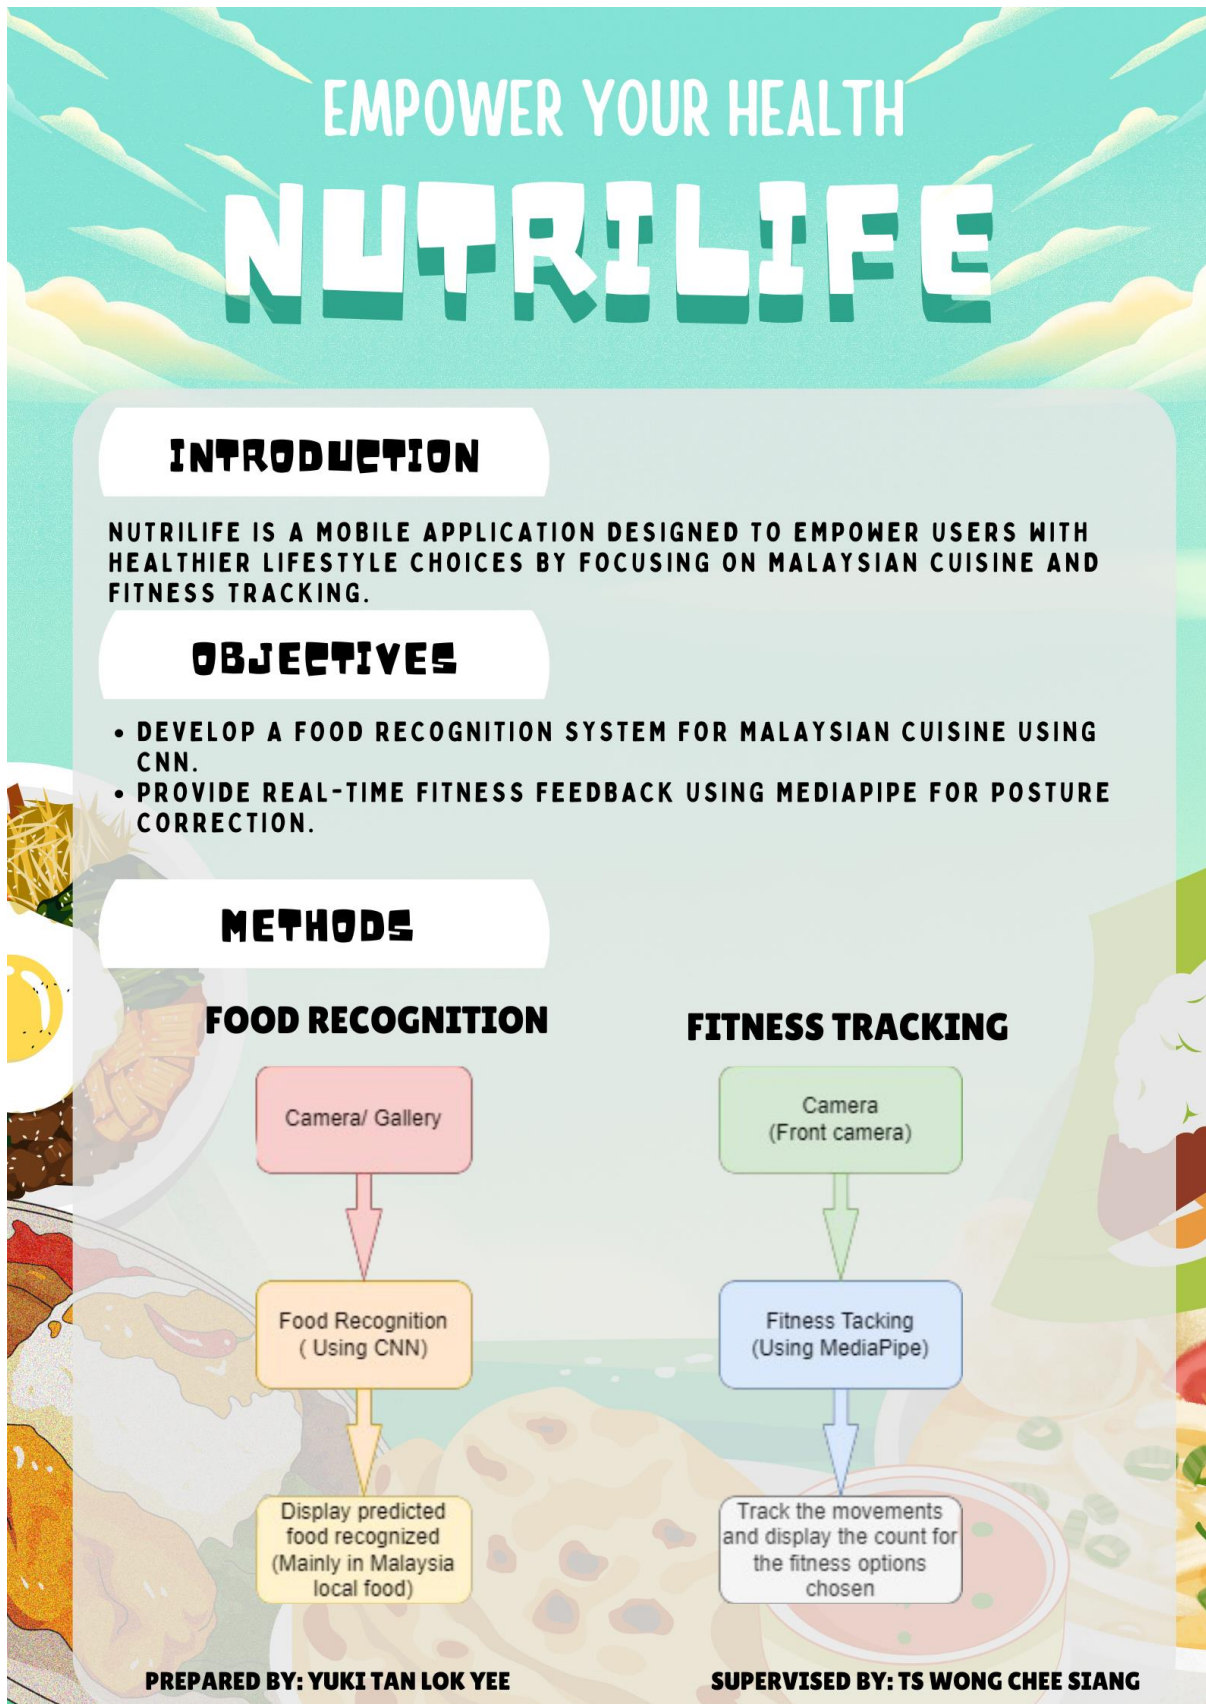 EMPOWER YOUR HEALTH
NUTRILIFE
INTRODUCTION
NUTRILIFE IS A MOBILE APPLICATION DESIGNED TO EMPOWER USERS WITH
HEALTHIER LIFESTYLE CHOICES BY FOCUSING ON MALAYSIAN CUISINE AND
FITNESS TRACKING.
OBJECTIVES
• DEVELOP A FOOD RECOGNITION SYSTEM FOR MALAYSIAN CUISINE USING
CNN.
• PROVIDE REAL-TIME FITNESS FEEDBACK USING MEDIAPIPE FOR POSTURE
CORRECTION.
METHODS
FOOD RECOGNITION
Camera/ Gallery
Food Recognition
( Using CNN)
Display predicted
food recognized
(Mainly in Malaysia
local food)
FITNESS TRACKING
Camera
(Front camera)
Fitness Tacking
(Using MediaPipe)
Track the movements
and display the count for
the fitness options
chosen
PREPARED BY: YUKI TAN LOK YEE
SUPERVISED BY: TS WONG CHEE SIANG